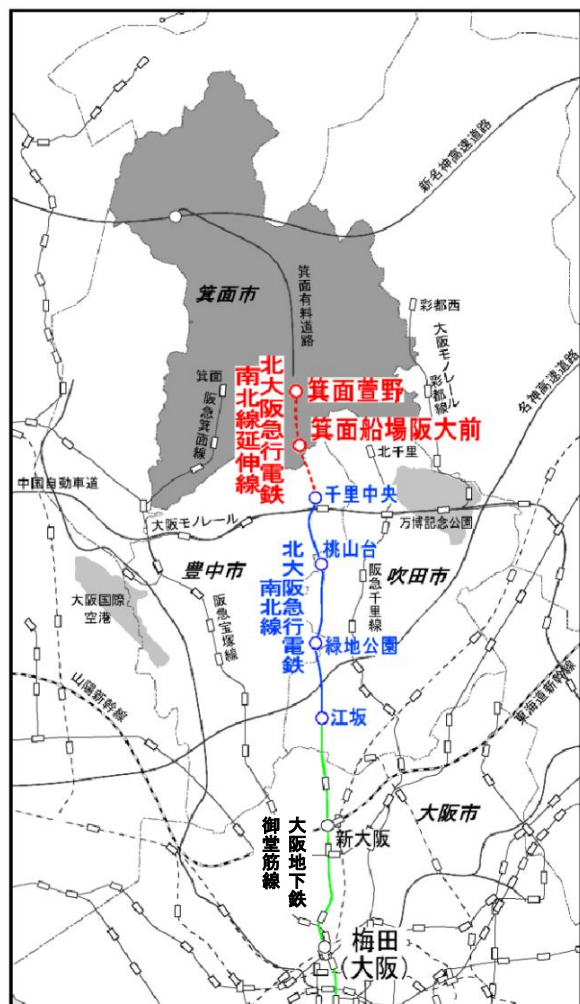 新名神高速道路
箕面市
箕面有料道路
彩都西
大阪モノレール
彩都線
名神高速道路
箕面
阪急箕面線
北大阪急行電鉄
南北線延伸線
箕面萱野
箕面船場阪大前
北千里
中国自動車道
千里中央
大阪モノレール
万博記念公園
豊中市
北大阪急行電鉄
南北線
桃山台
阪急千里線
吹田市
大阪国際
空港
阪急宝塚線
緑地公園
山陽新幹線
東海道新幹線
江坂
大阪市
大阪地下鉄
御堂筋線
新大阪
梅田
(大阪)